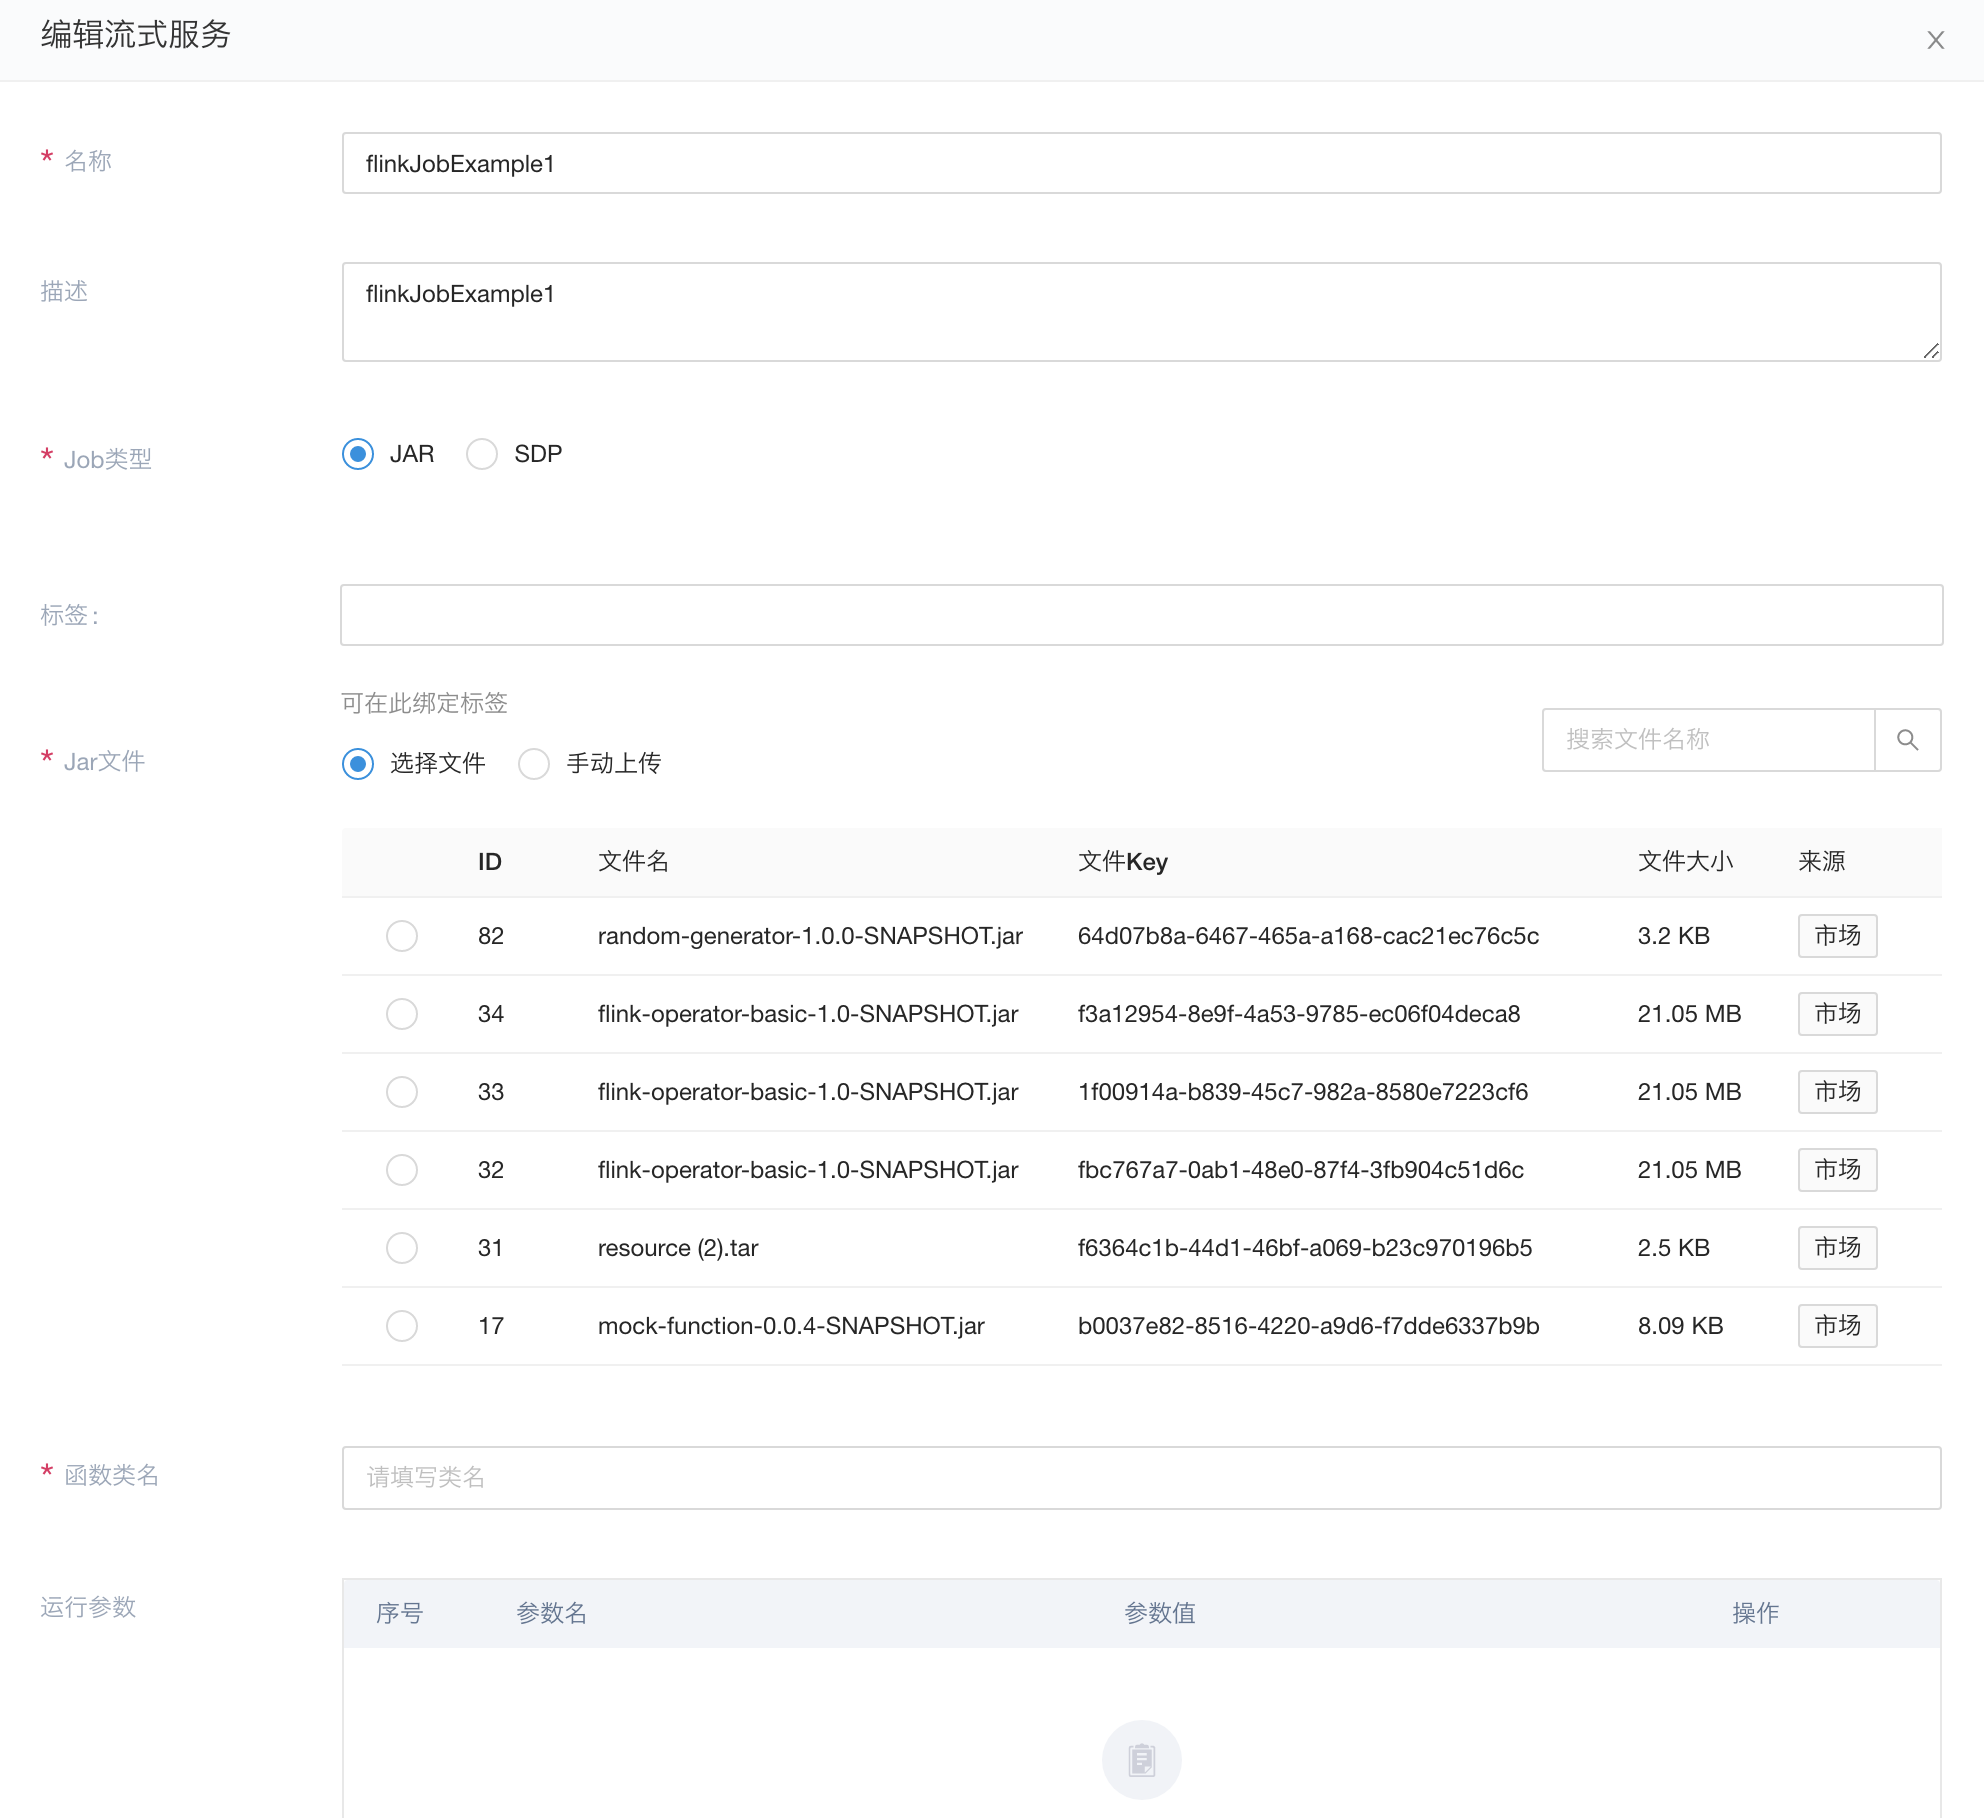 编辑流式服务
* 名称
flinkJobExample1
描述
flinkJobExample1
* Job类型
JAR SDP
标签:
可在此绑定标签
* Jar文件
选择文件 手动上传 搜索文件名称
ID 文件名 文件Key 文件大小 来源
82 random-generator-1.0.0-SNAPSHOT.jar 64d07b8a-6467-465a-a168-cac21ec76c5c 3.2 KB 市场
34 flink-operator-basic-1.0-SNAPSHOT.jar f3a12954-8e9f-4a53-9785-ec06f04deca8 21.05 MB 市场
33 flink-operator-basic-1.0-SNAPSHOT.jar 1f00914a-b839-45c7-982a-8580e7223cf6 21.05 MB 市场
32 flink-operator-basic-1.0-SNAPSHOT.jar fbc767a7-0ab1-48e0-87f4-3fb904c51d6c 21.05 MB 市场
31 resource (2).tar f6364c1b-44d1-46bf-a069-b23c970196b5 2.5 KB 市场
17 mock-function-0.0.4-SNAPSHOT.jar b0037e82-8516-4220-a9d6-f7dde6337b9b 8.09 KB 市场
* 函数类名
请填写类名
运行参数
序号 参数名 参数值 操作